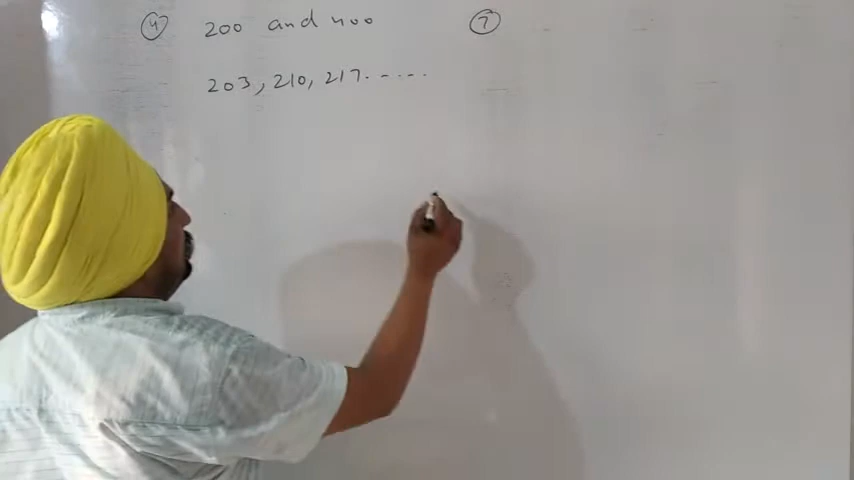 4 200 and 400 7
203, 210, 217. - - . .